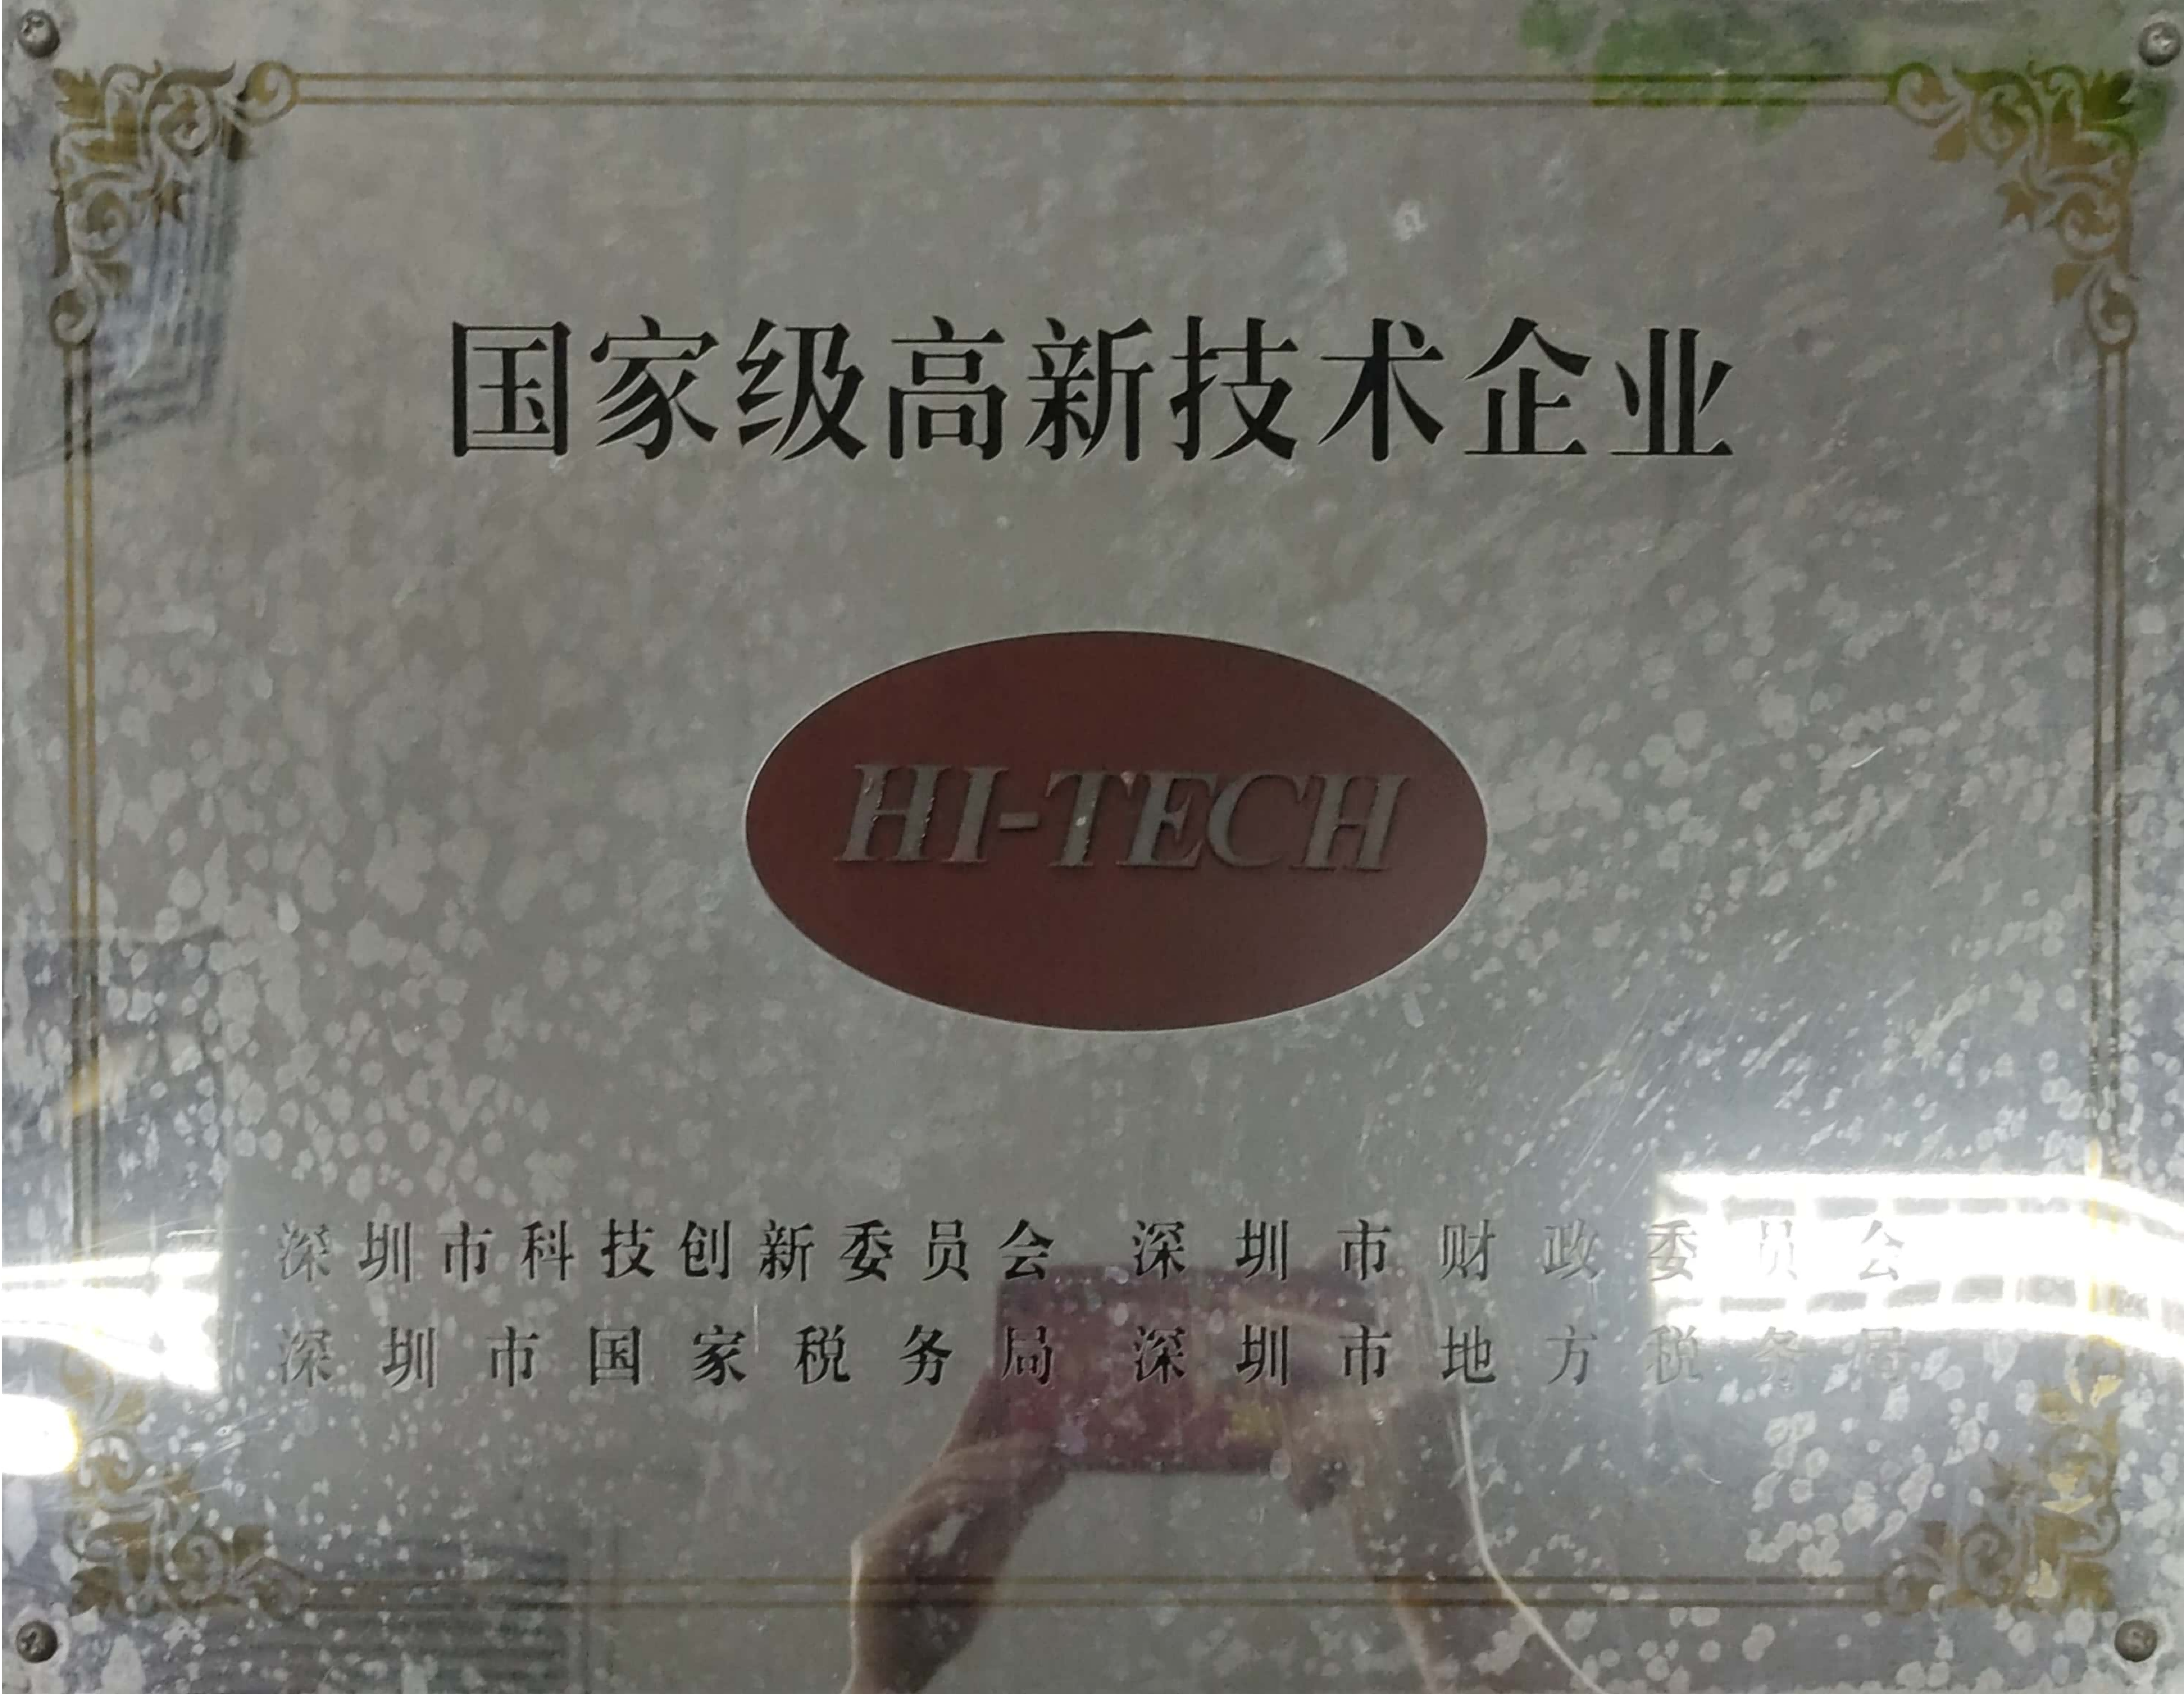 国家级高新技术企业
HI-TECH
深圳市科技创新委员会 深圳市财政委员会
深圳市国家税务局 深圳市地方税务局